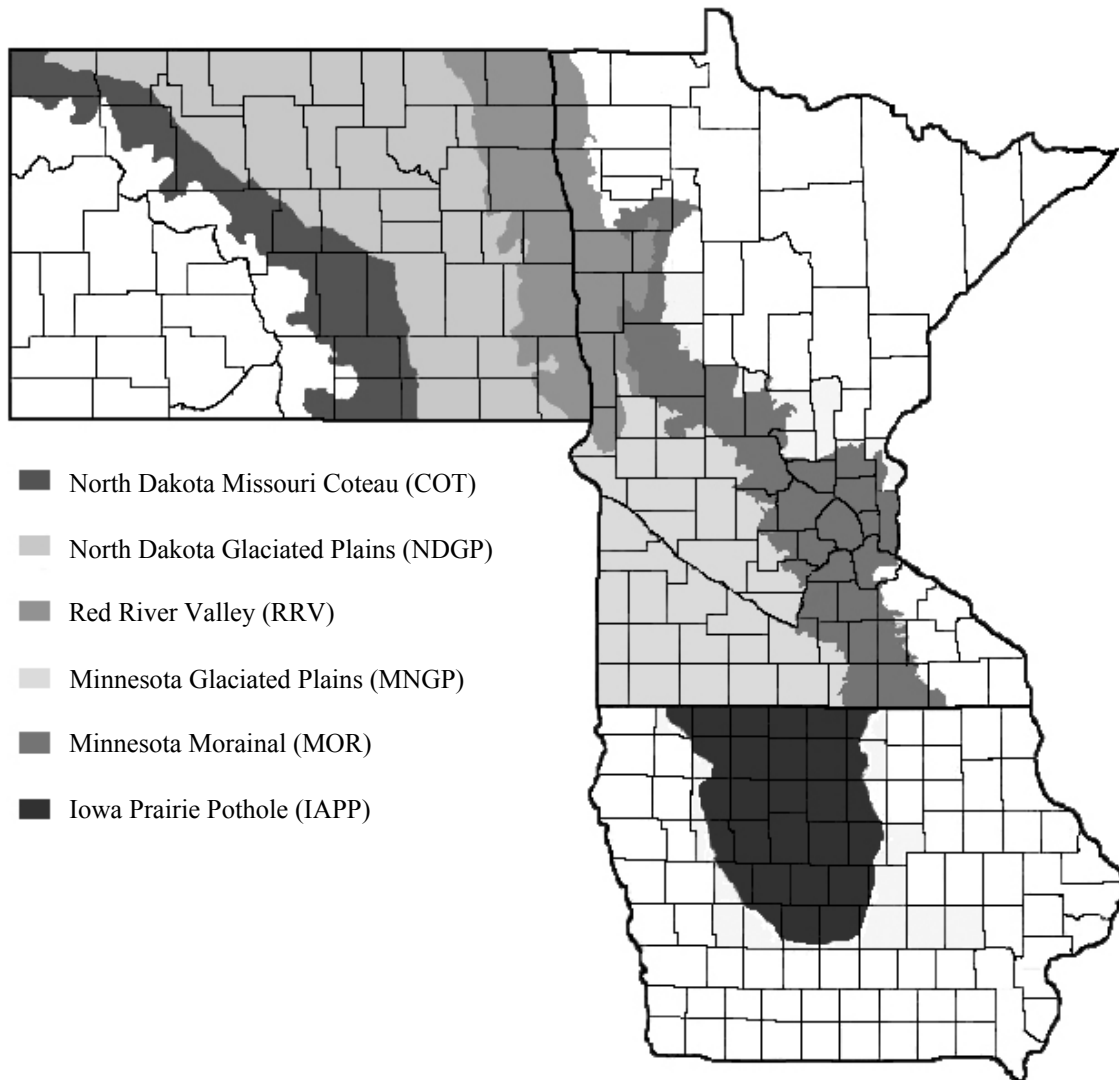 North Dakota Missouri Coteau (COT)
North Dakota Glaciated Plains (NDGP)
Red River Valley (RRV)
Minnesota Glaciated Plains (MNGP)
Minnesota Morainal (MOR)
Iowa Prairie Pothole (IAPP)